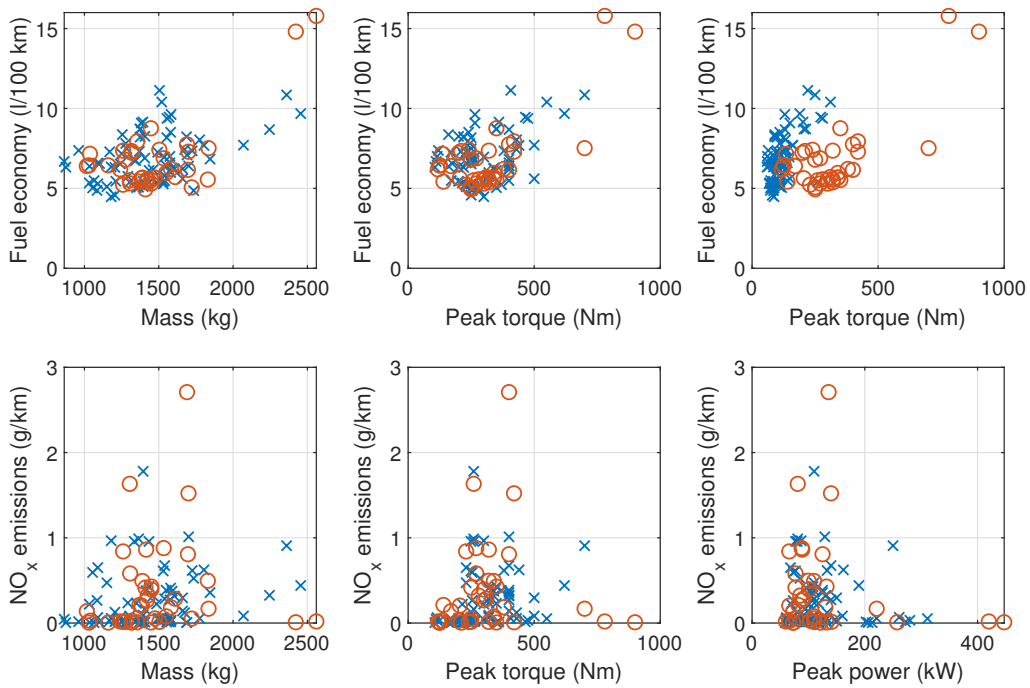 15
10
5
0
Fuel economy (l/100 km)
1000 1500 2000 2500
Mass (kg)
15
10
5
0
Fuel economy (l/100 km)
0 500 1000
Peak torque (Nm)
15
10
5
0
Fuel economy (l/100 km)
0 500 1000
Peak torque (Nm)
3
2
1
0
NOx emissions (g/km)
1000 1500 2000 2500
Mass (kg)
3
2
1
0
NOx emissions (g/km)
0 500 1000
Peak torque (Nm)
3
2
1
0
NOx emissions (g/km)
0 200 400
Peak power (kW)